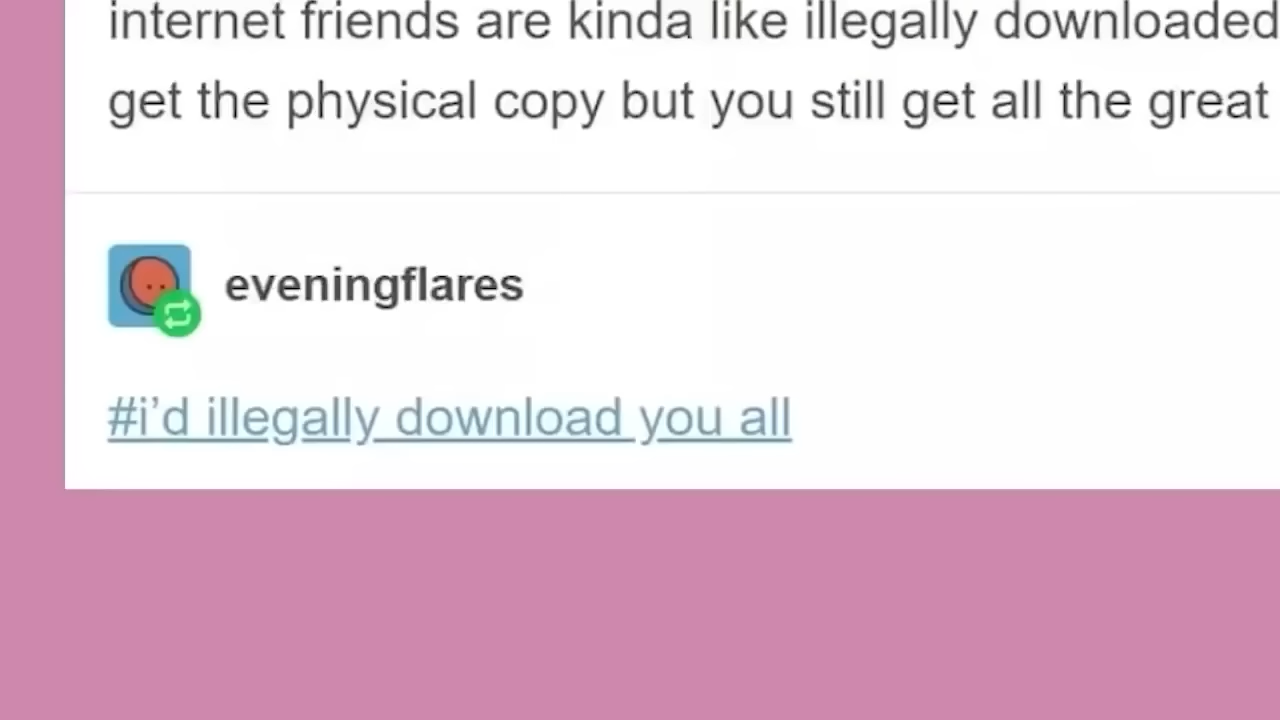 internet friends are kinda like illegally downloaded
get the physical copy but you still get all the great
eveningflares
#i’d illegally download you all